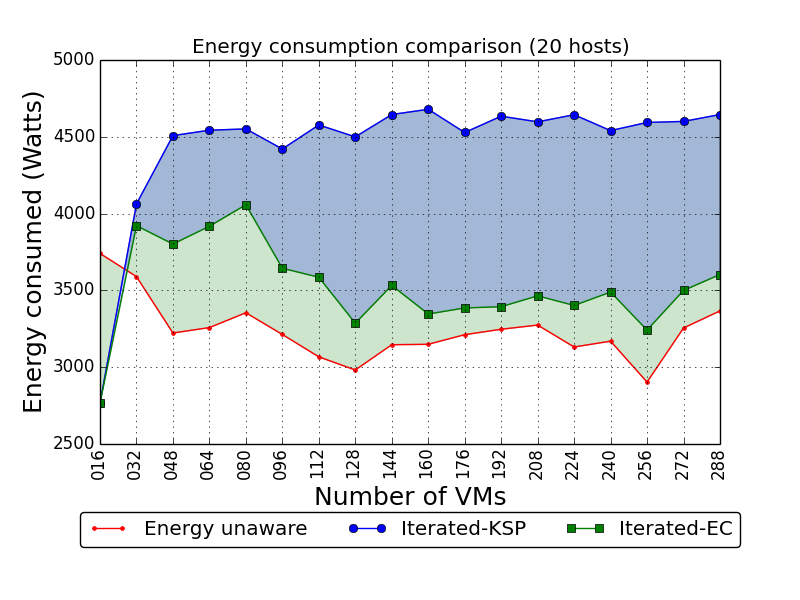 Energy consumption comparison (20 hosts)
5000
4500
4000
3500
3000
2500
Energy consumed (Watts)
016 032 048 064 080 096 112 128 144 160 176 192 208 224 240 256 272 288
Number of VMs
Energy unaware Iterated-KSP Iterated-EC